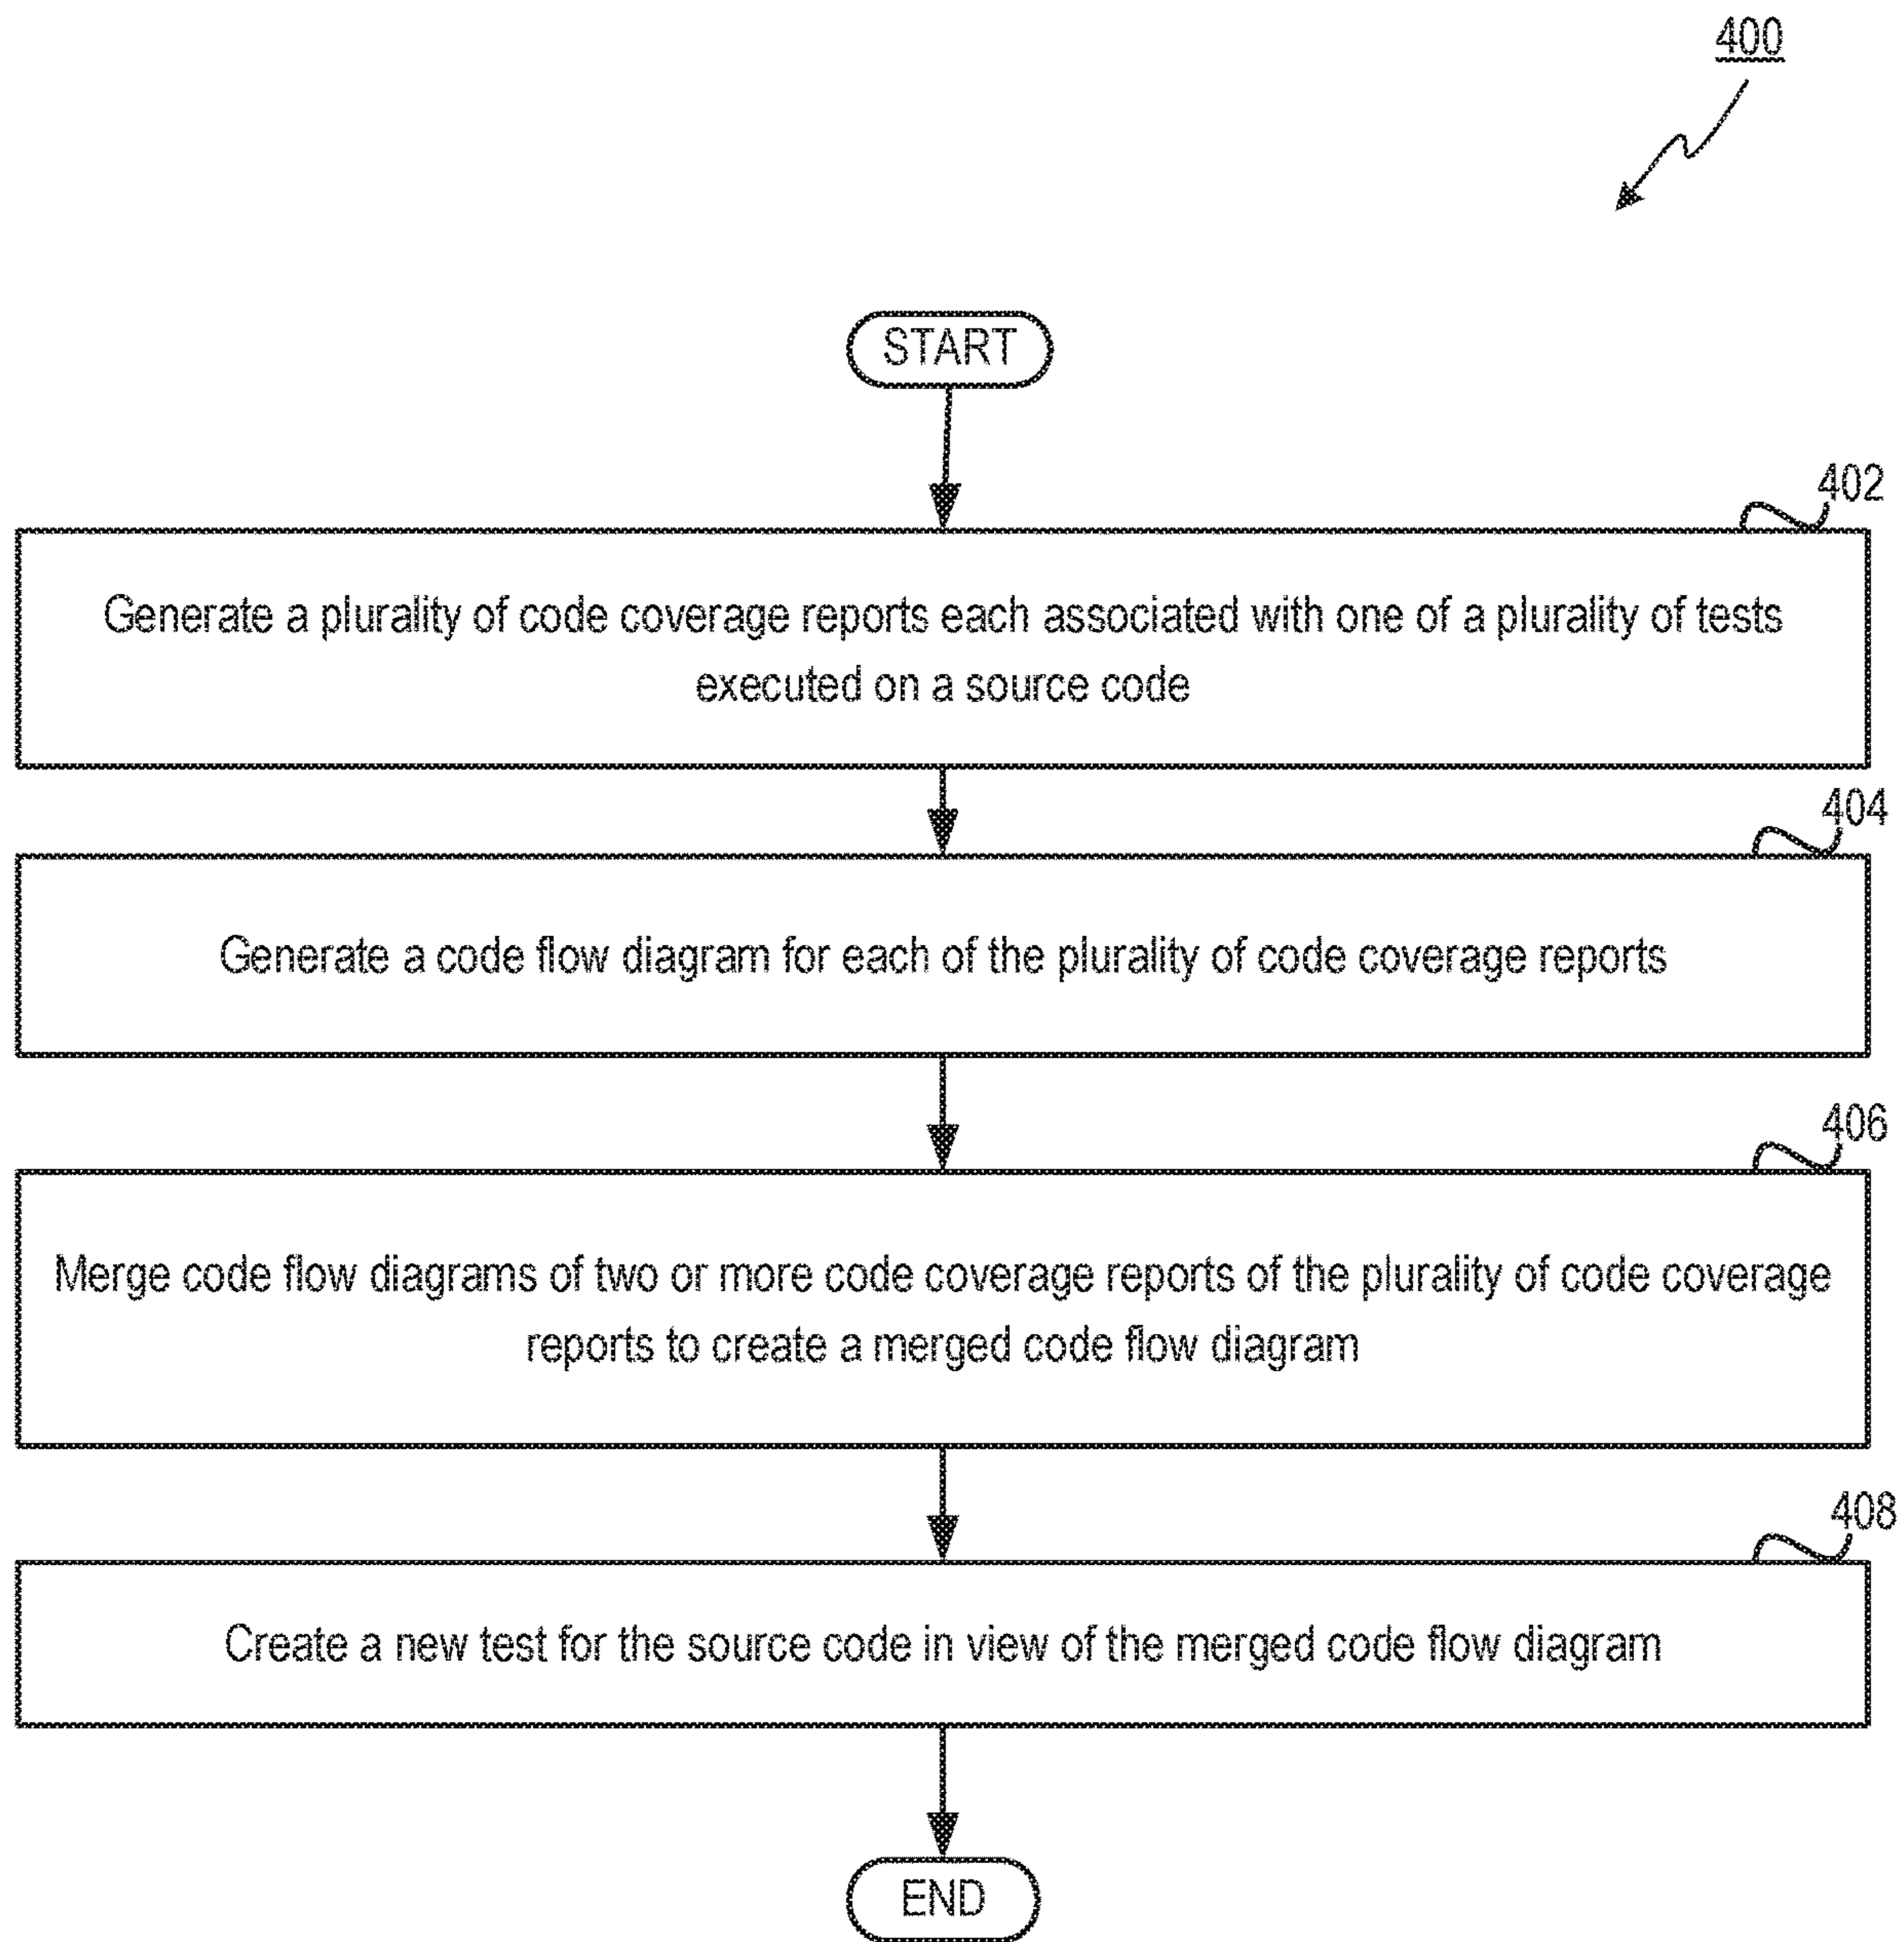 400
START
402
Generate a plurality of code coverage reports each associated with one of a plurality of tests
executed on a source code
404
Generate a code flow diagram for each of the plurality of code coverage reports
406
Merge code flow diagrams of two or more code coverage reports of the plurality of code coverage
reports to create a merged code flow diagram
408
Create a new test for the source code in view of the merged code flow diagram
END